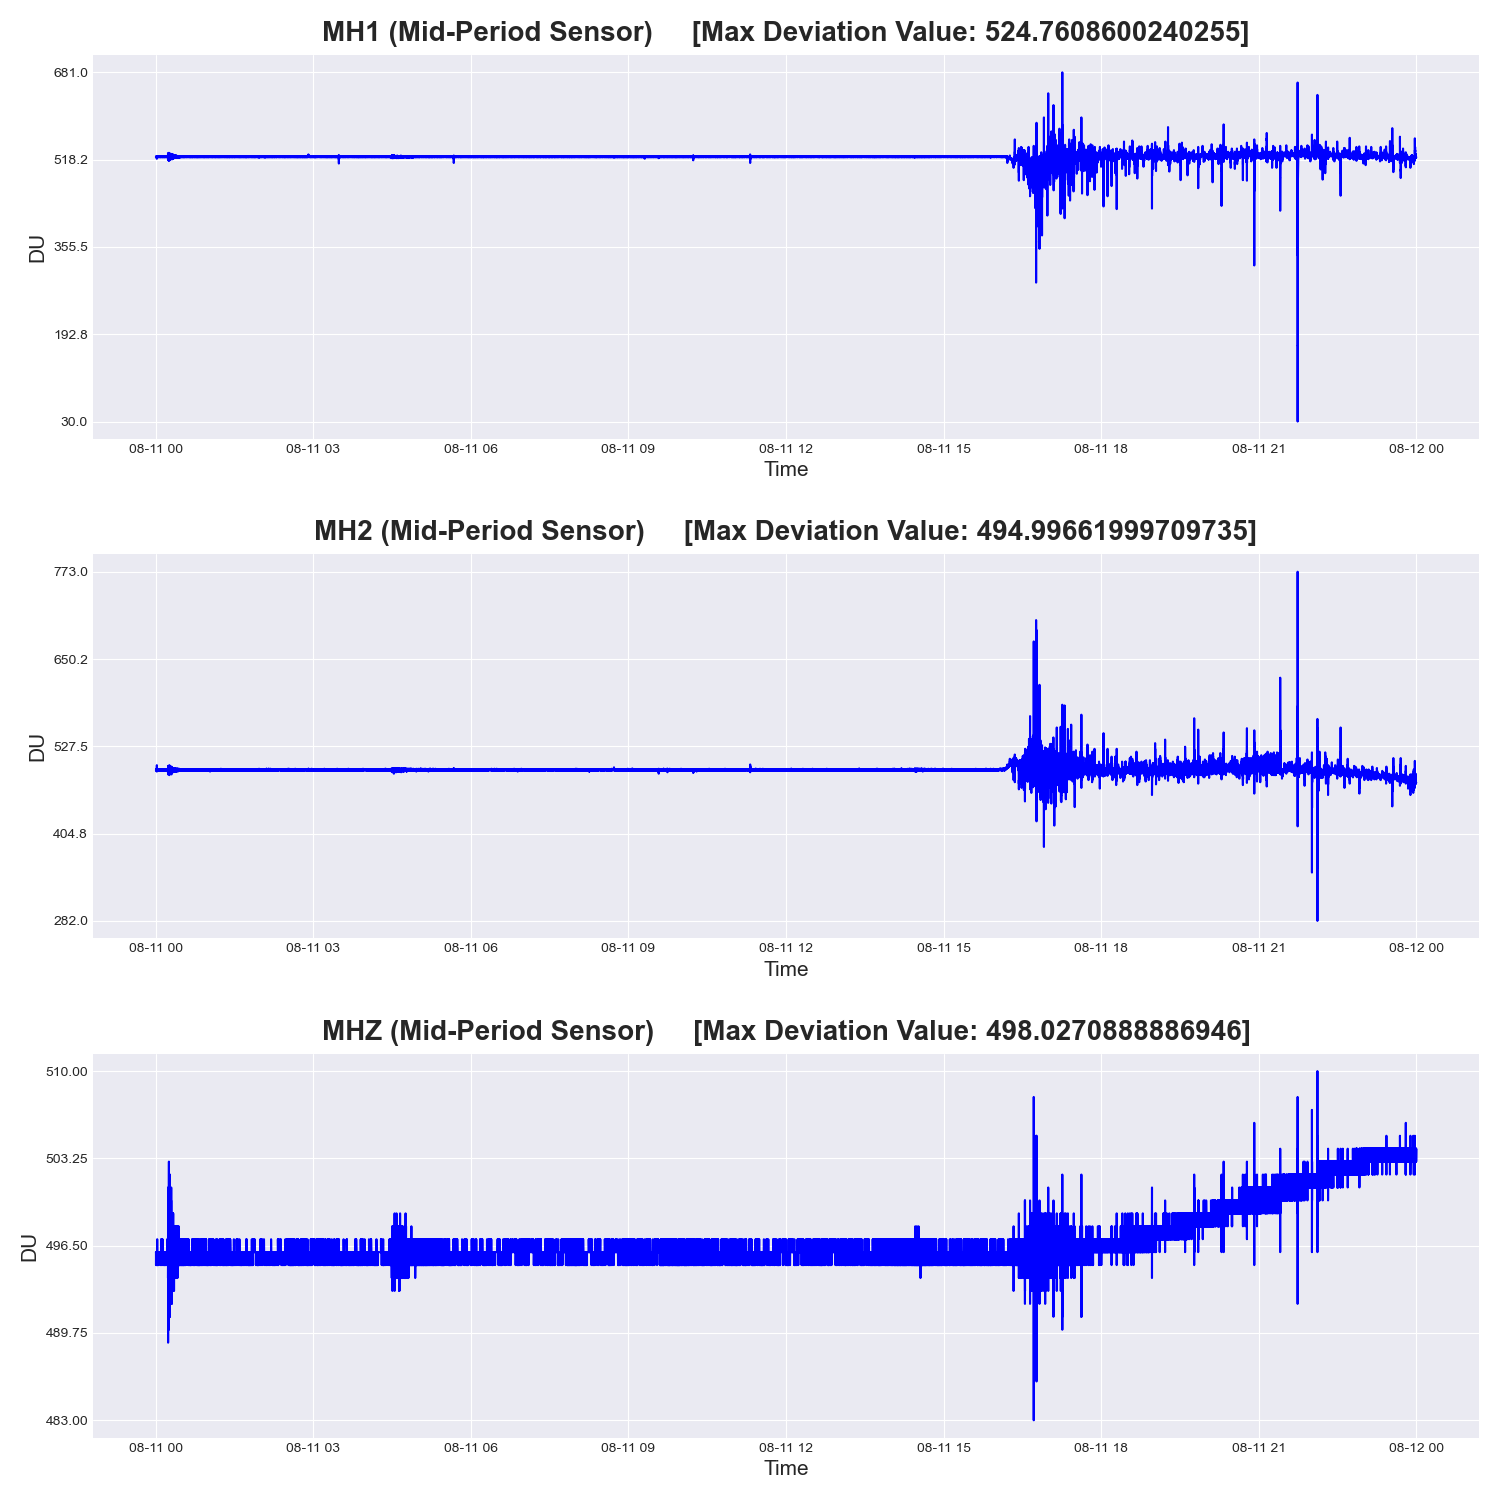 MH1 (Mid-Period Sensor) [Max Deviation Value: 524.7608600240255]
681.0
518.2
355.5
192.8
30.0
DU
08-11 00 08-11 03 08-11 06 08-11 09 08-11 12 08-11 15 08-11 18 08-11 21 08-12 00
Time
MH2 (Mid-Period Sensor) [Max Deviation Value: 494.99661999709735]
773.0
650.2
527.5
404.8
282.0
DU
08-11 00 08-11 03 08-11 06 08-11 09 08-11 12 08-11 15 08-11 18 08-11 21 08-12 00
Time
MHZ (Mid-Period Sensor) [Max Deviation Value: 498.0270888886946]
510.00
503.25
496.50
489.75
483.00
DU
08-11 00 08-11 03 08-11 06 08-11 09 08-11 12 08-11 15 08-11 18 08-11 21 08-12 00
Time